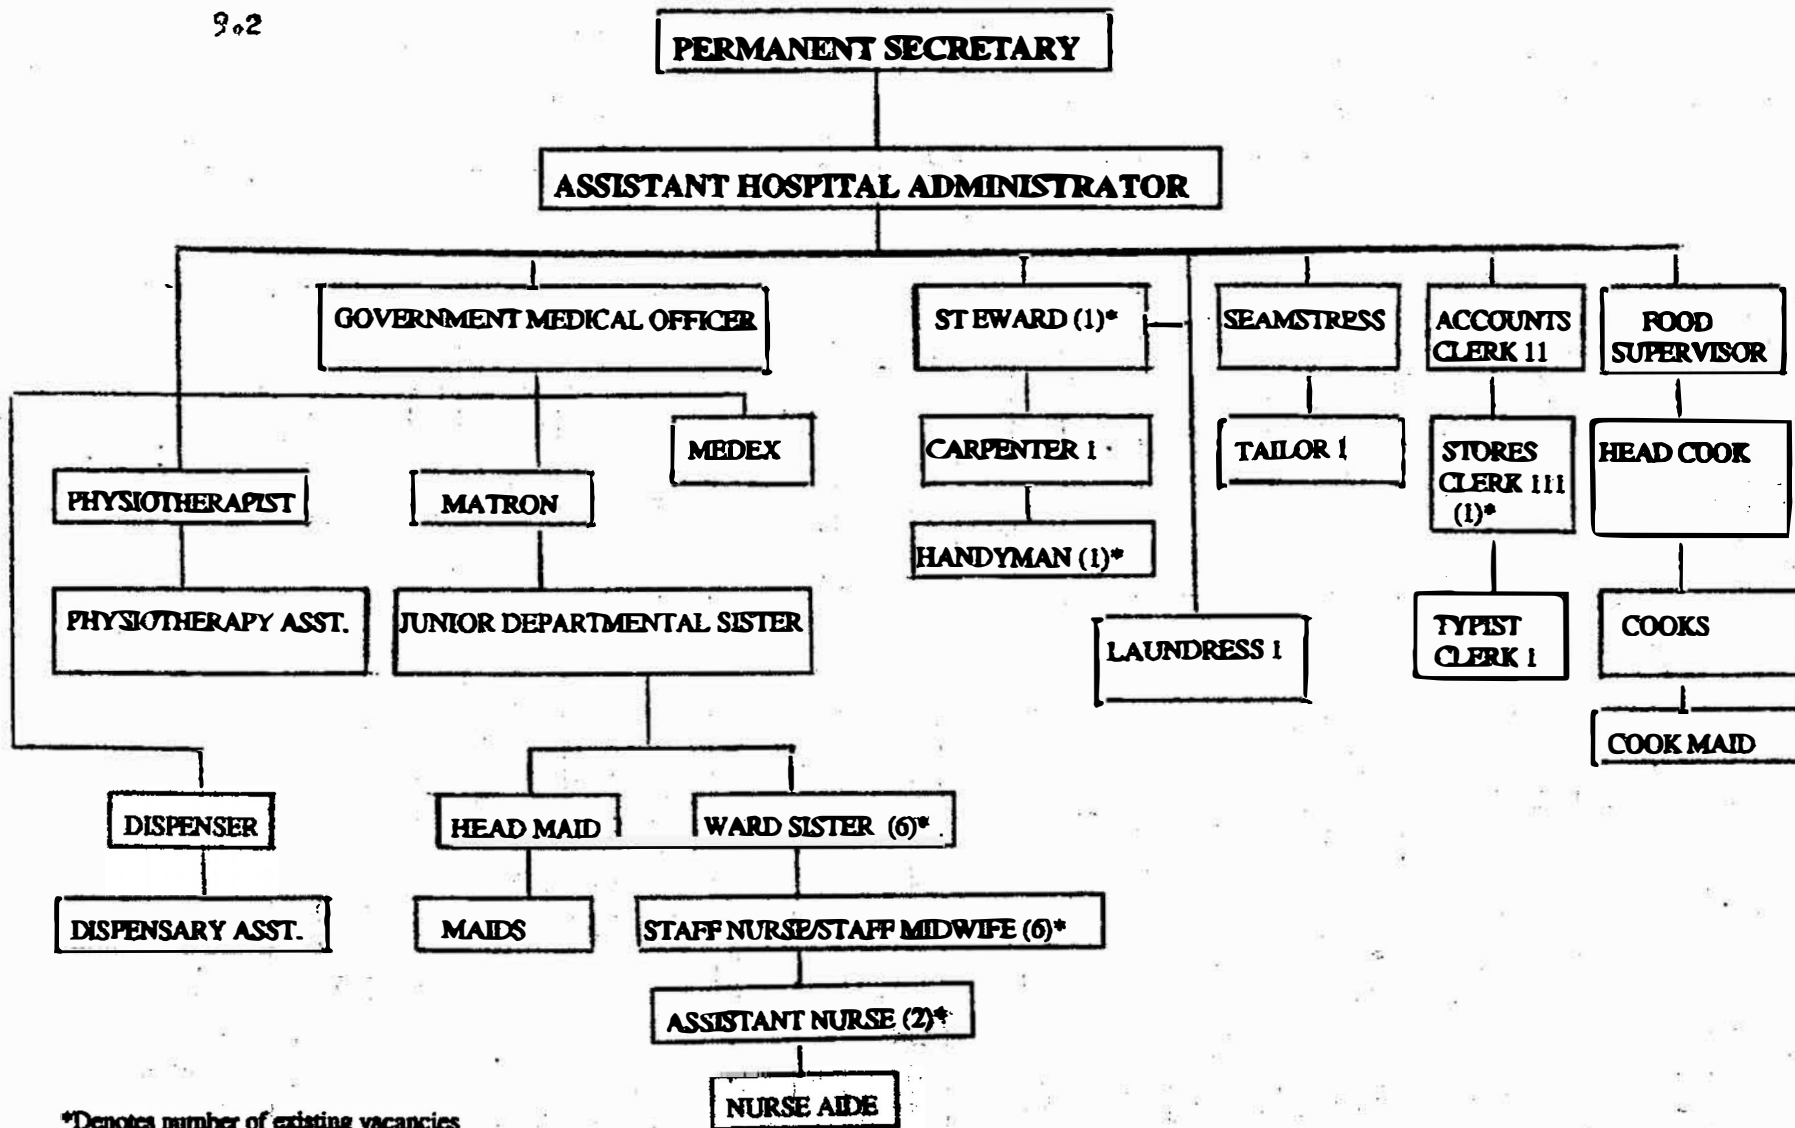 9.2
PERMANENT SECRETARY
ASSISTANT HOSPITAL ADMINISTRATOR
GOVERNMENT MEDICAL OFFICER
STEWARD (1)*
SEAMSTRESS
ACCOUNTS
CLERK 11
FOOD
SUPERVISOR
MEDEX
CARPENTER 1
TAILOR 1
STORES
CLERK 111
(1)*
HEAD COOK
PHYSIOTHERAPIST
MATRON
HANDYMAN (1)*
PHYSIOTHERAPY ASST.
JUNIOR DEPARTMENTAL SISTER
LAUNDRESS 1
TYPIST
CLERK 1
COOKS
COOK MAID
DISPENSER
HEAD MAID
WARD SISTER (6)*
DISPENSARY ASST.
MAIDS
STAFF NURSE/STAFF MIDWIFE (6)*
ASSISTANT NURSE (2)*
NURSE AIDE
*Denotes number of existing vacancies